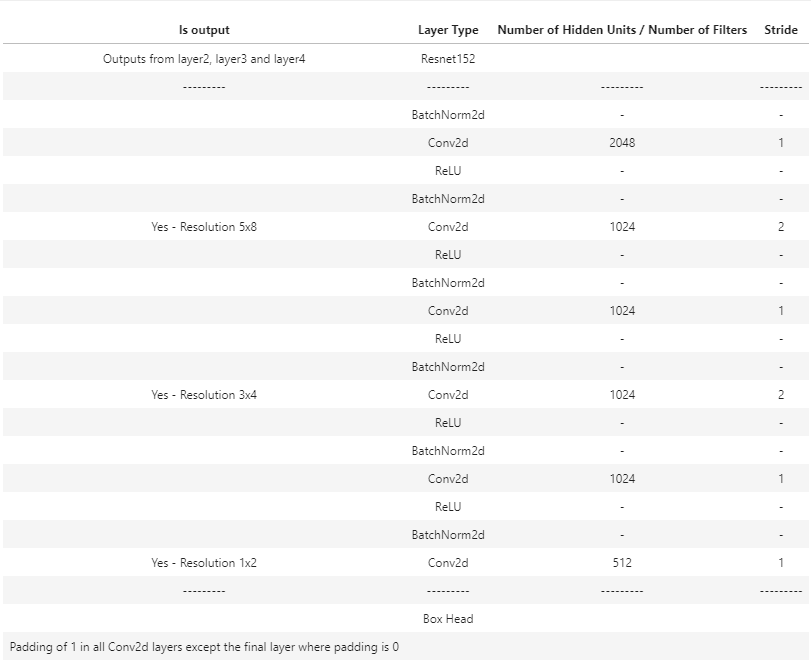 Is output Layer Type Number of Hidden Units / Number of Filters Stride
Outputs from layer2, layer3 and layer4 Resnet152
--------- --------- --------- ---------
BatchNorm2d - -
Conv2d 2048 1
ReLU - -
BatchNorm2d - -
Yes - Resolution 5x8 Conv2d 1024 2
ReLU - -
BatchNorm2d - -
Conv2d 1024 1
ReLU - -
BatchNorm2d - -
Yes - Resolution 3x4 Conv2d 1024 2
ReLU - -
BatchNorm2d - -
Conv2d 1024 1
ReLU - -
BatchNorm2d - -
Yes - Resolution 1x2 Conv2d 512 1
--------- --------- --------- ---------
Box Head
Padding of 1 in all Conv2d layers except the final layer where padding is 0